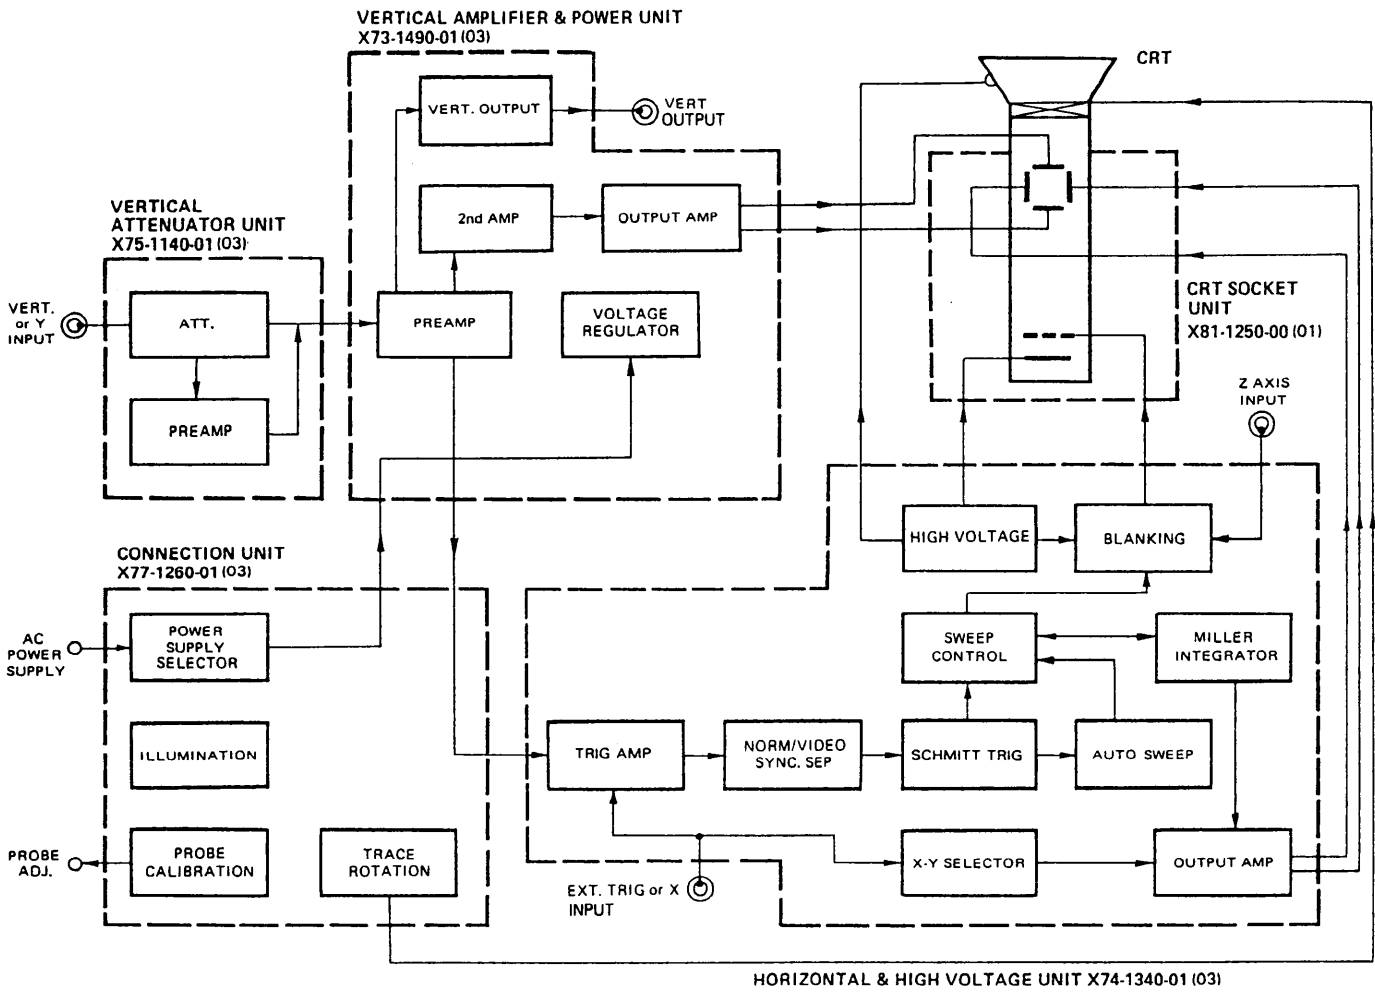 VERTICAL AMPLIFIER & POWER UNIT
X73-1490-01 (03)
CRT
VERT. OUTPUT
VERT
OUTPUT
VERTICAL
ATTENUATOR UNIT
X75-1140-01 (03)
2nd AMP
OUTPUT AMP
VERT.
or Y
INPUT
ATT.
PREAMP
PREAMP
VOLTAGE
REGULATOR
CRT SOCKET
UNIT
X81-1250-00 (01)
Z AXIS
INPUT
CONNECTION UNIT
X77-1260-01 (03)
HIGH VOLTAGE
BLANKING
AC
POWER
SUPPLY
POWER
SUPPLY
SELECTOR
SWEEP
CONTROL
MILLER
INTEGRATOR
ILLUMINATION
TRIG AMP
NORM/VIDEO
SYNC. SEP
SCHMITT TRIG
AUTO SWEEP
PROBE
ADJ.
PROBE
CALIBRATION
TRACE
ROTATION
X-Y SELECTOR
OUTPUT AMP
EXT. TRIG or X
INPUT
HORIZONTAL & HIGH VOLTAGE UNIT X74-1340-01 (03)